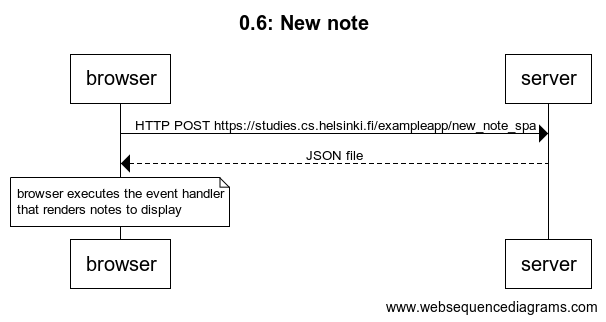 0.6: New note
browser
server
HTTP POST https://studies.cs.helsinki.fi/exampleapp/new_note_spa
JSON file
browser executes the event handler
that renders notes to display
browser
server
www.websequencediagrams.com